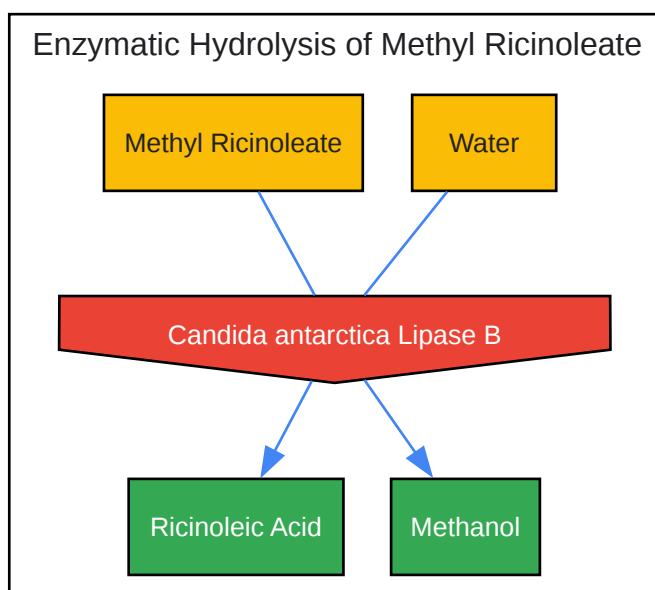 Enzymatic Hydrolysis of Methyl Ricinoleate
Methyl Ricinoleate
Water
Candida antarctica Lipase B
Ricinoleic Acid
Methanol